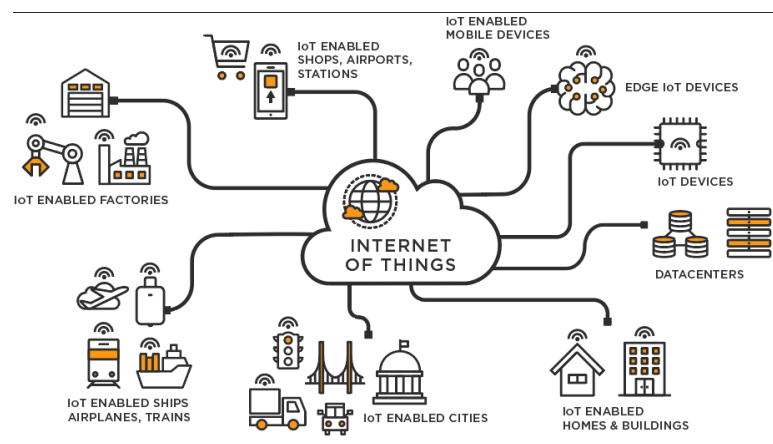 IoT ENABLED
SHOPS, AIRPORTS,
STATIONS
IoT ENABLED
MOBILE DEVICES
EDGE IoT DEVICES
IoT DEVICES
IoT ENABLED FACTORIES
INTERNET
OF THINGS
DATACENTERS
IoT ENABLED SHIPS
AIRPLANES, TRAINS
IoT ENABLED CITIES
IoT ENABLED
HOMES & BUILDINGS